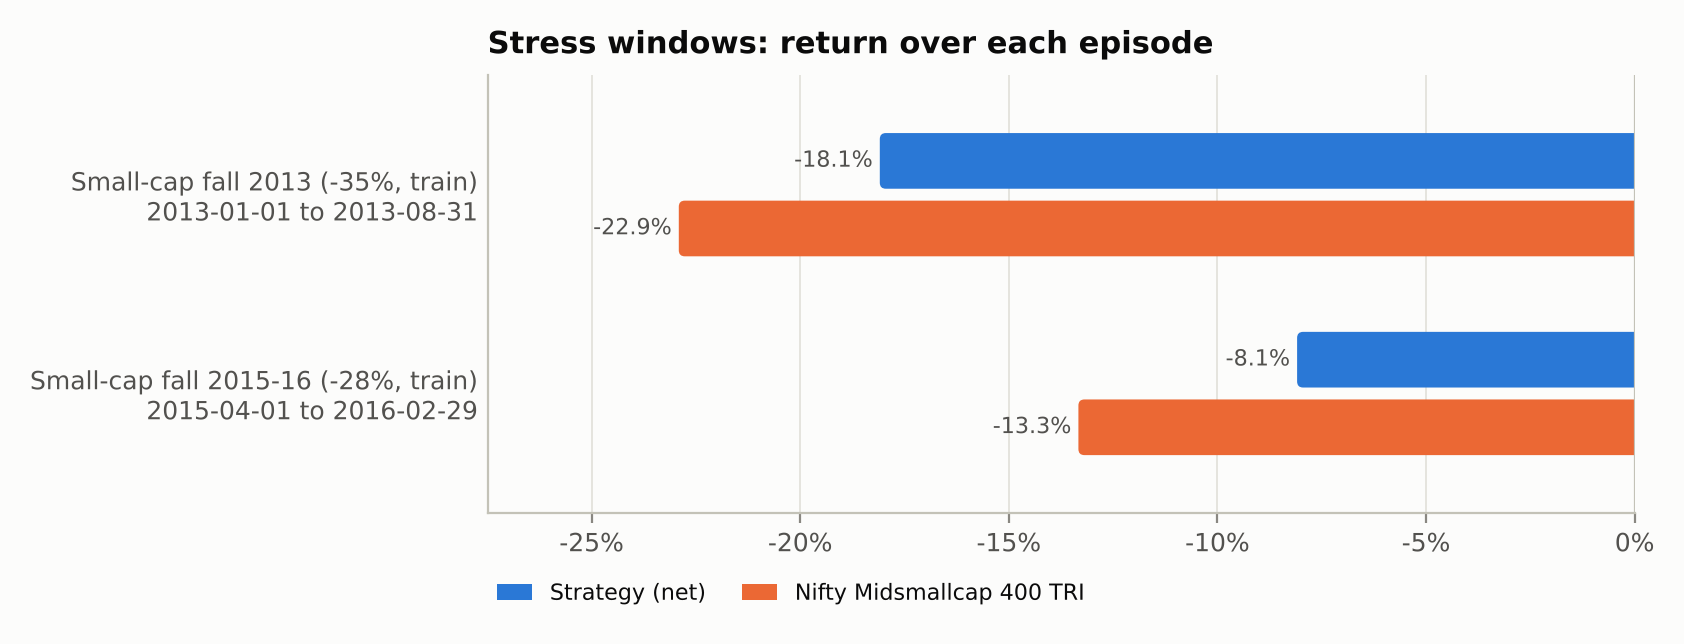 Stress windows: return over each episode
Small-cap fall 2013 (-35%, train)
2013-01-01 to 2013-08-31
-18.1%
-22.9%
Small-cap fall 2015-16 (-28%, train)
2015-04-01 to 2016-02-29
-8.1%
-13.3%
-25% -20% -15% -10% -5% 0%
Strategy (net) Nifty Midsmallcap 400 TRI